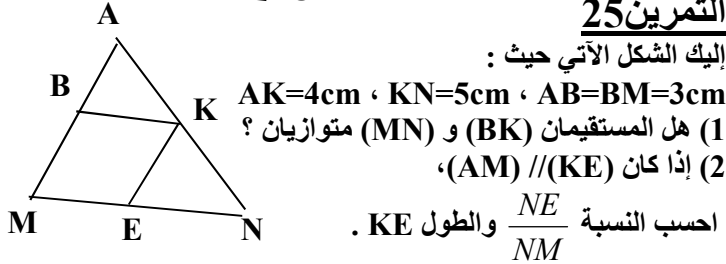 التمرين25
إليك الشكل الآتي حيث :
AK=4cm ، KN=5cm ، AB=BM=3cm
1) هل المستقيمان (BK) و (MN) متوازيان ؟
2) إذا كان (AM) //(KE)،
احسب النسبة NE/NM والطول KE .
A
B
K
M
E
N